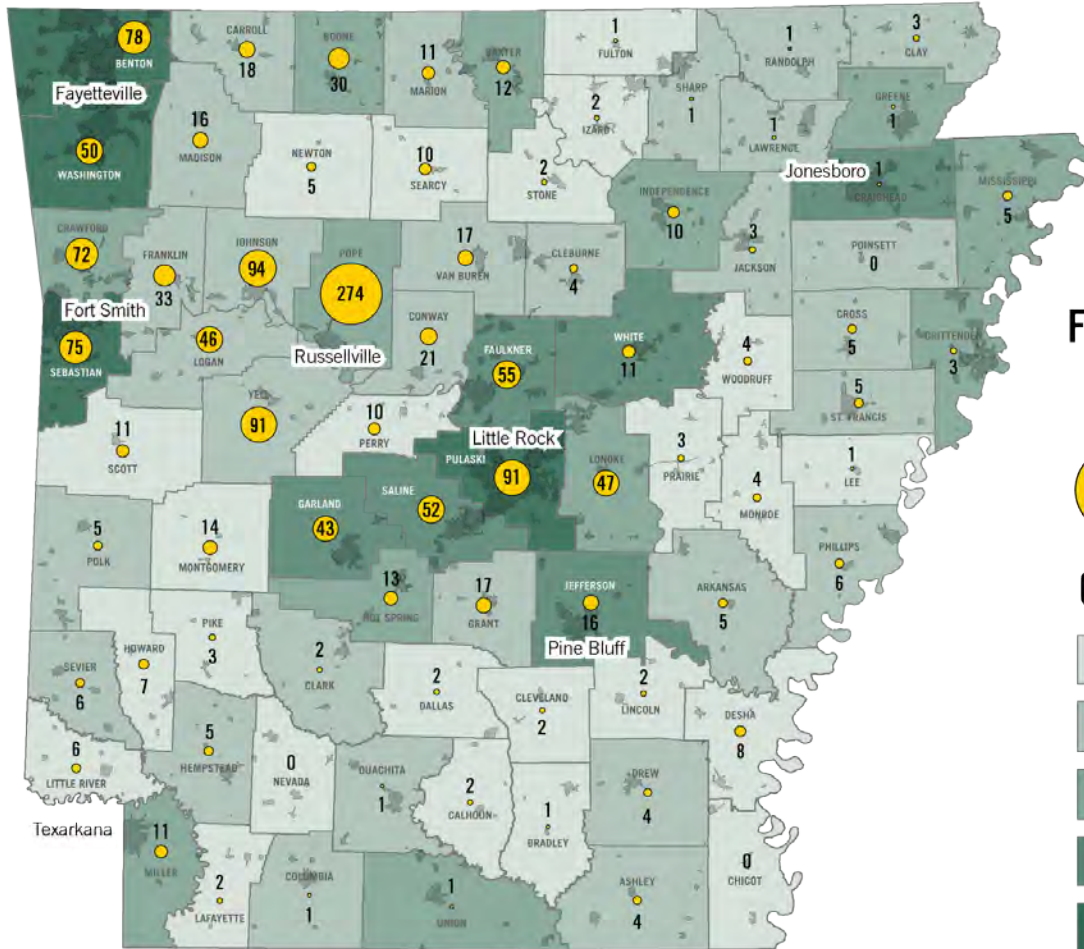 78
BENTON
CARROLL
18
BOONE
30
11
MARION
BAXTER
12
1
FULTON
1
RANDOLPH
3
CLAY
Fayetteville
16
MADISON
50
WASHINGTON
NEWTON
5
10
SEARCY
2
STONE
2
IZARD
SHARP
1
1
LAWRENCE
GREENE
1
Jonesboro
1
CRAIGHEAD
MISSISSIPPI
5
CRAWFORD
72
FRANKLIN
33
JOHNSON
94
POPE
274
17
VAN BUREN
CLEBURNE
4
INDEPENDENCE
10
3
JACKSON
POINSETT
0
Fort Smith
75
SEBASTIAN
46
LOGAN
Russellville
CONWAY
21
FAULKNER
55
WHITE
11
4
WOODRUFF
CROSS
5
CRITTENDEN
3
F
YELL
91
10
PERRY
5
ST FRANCIS
11
SCOTT
Little Rock
PULASKI
91
LONOKE
47
3
PRAIRIE
4
MONROE
1
LEE
GARLAND
43
SALINE
52
5
POLK
14
MONTGOMERY
13
HOT SPRING
17
GRANT
JEFFERSON
16
Pine Bluff
ARKANSAS
5
PHILLIPS
6
PIKE
3
HOWARD
7
SEVIER
6
2
CLARK
2
DALLAS
CLEVELAND
2
2
LINCOLN
DESHA
8
6
LITTLE RIVER
5
HEMPSTEAD
0
NEVADA
OUACHITA
1
2
CALHOUN
1
BRADLEY
DREW
4
Texarkana
11
MILLER
2
LAFAYETTE
COLUMBIA
1
1
UNION
ASHLEY
4
0
CHICOT